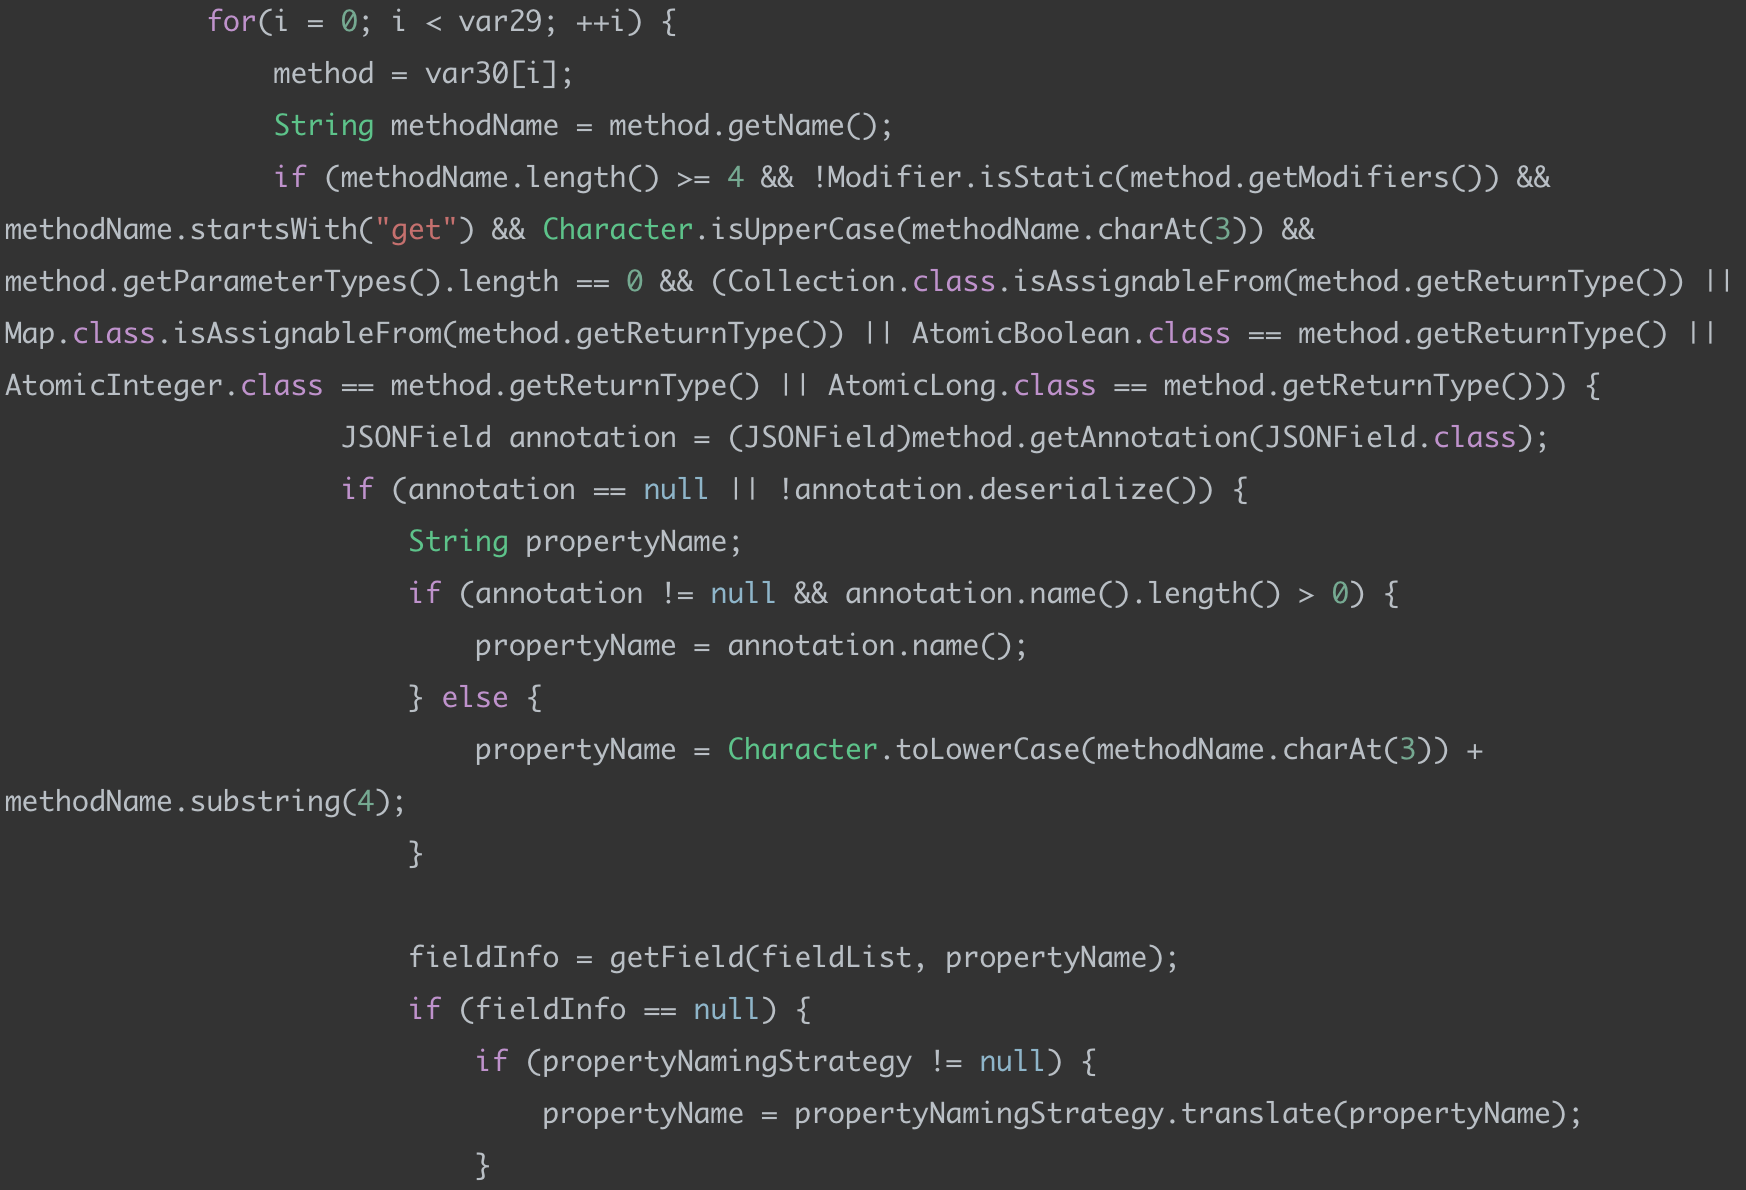 for(i = 0; i < var29; ++i) {
method = var30[i];
String methodName = method.getName();
if (methodName.length() >= 4 && !Modifier.isStatic(method.getModifiers()) &&
methodName.startsWith("get") && Character.isUpperCase(methodName.charAt(3)) &&
method.getParameterTypes().length == 0 && (Collection.class.isAssignableFrom(method.getReturnType()) ||
Map.class.isAssignableFrom(method.getReturnType()) || AtomicBoolean.class == method.getReturnType() ||
AtomicInteger.class == method.getReturnType() || AtomicLong.class == method.getReturnType())) {
JSONField annotation = (JSONField)method.getAnnotation(JSONField.class);
if (annotation == null || !annotation.deserialize()) {
String propertyName;
if (annotation != null && annotation.name().length() > 0) {
propertyName = annotation.name();
} else {
propertyName = Character.toLowerCase(methodName.charAt(3)) +
methodName.substring(4);
}
fieldInfo = getField(fieldList, propertyName);
if (fieldInfo == null) {
if (propertyNamingStrategy != null) {
propertyName = propertyNamingStrategy.translate(propertyName);
}